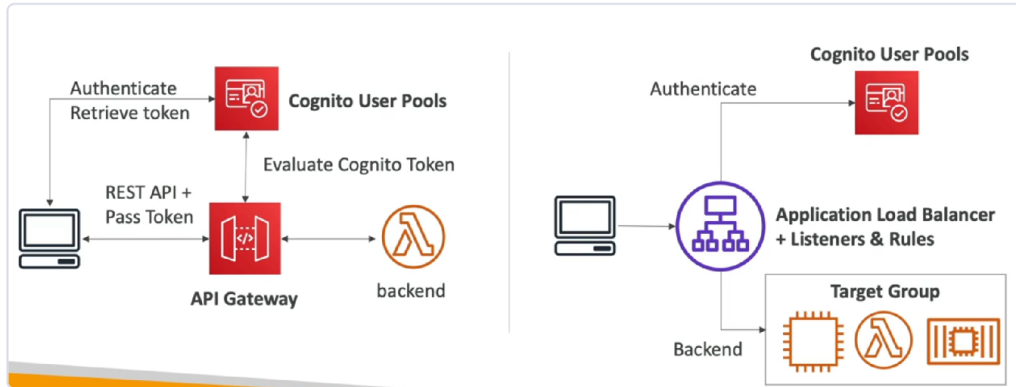 Authenticate
Retrieve token
Cognito User Pools
Evaluate Cognito Token
REST API +
Pass Token
API Gateway
backend
Cognito User Pools
Authenticate
Application Load Balancer
+ Listeners & Rules
Target Group
Backend